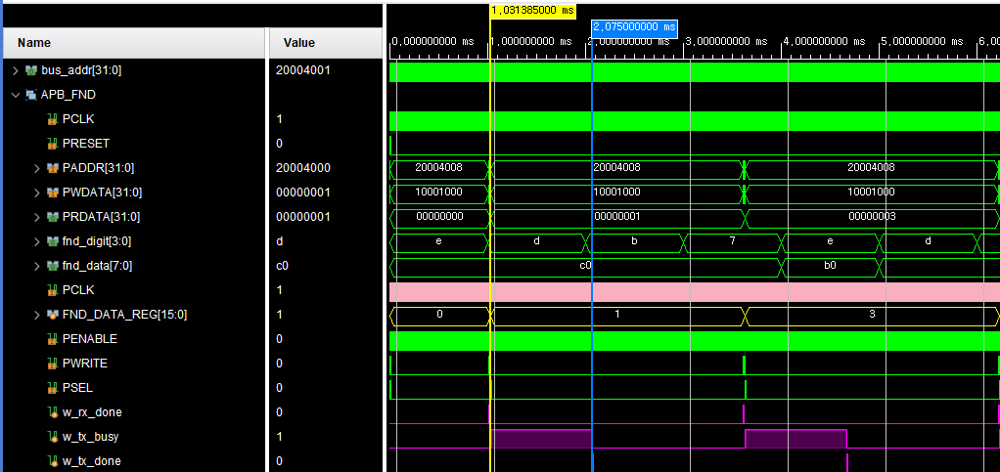 1,031385000 ms
2,075000000 ms
Name Value
0,000000000 ms 1,000000000 ms 2,000000000 ms 3,000000000 ms 4,000000000 ms 5,000000000 ms 6,0
bus_addr[31:0] 20004001
APB_FND
PCLK 1
PRESET 0
PADDR[31:0] 20004000 20004008 20004008 20004008
PWDATA[31:0] 00000001 10001000 10001000 10001000
PRDATA[31:0] 00000001 00000000 00000001 00000003
fnd_digit[3:0] d e d b 7 e d
fnd_data[7:0] c0 c0 b0
PCLK 1
FND_DATA_REG[15:0] 1 0 1 3
PENABLE 0
PWRITE 0
PSEL 0
w_rx_done 0
w_tx_busy 1
w_tx_done 0